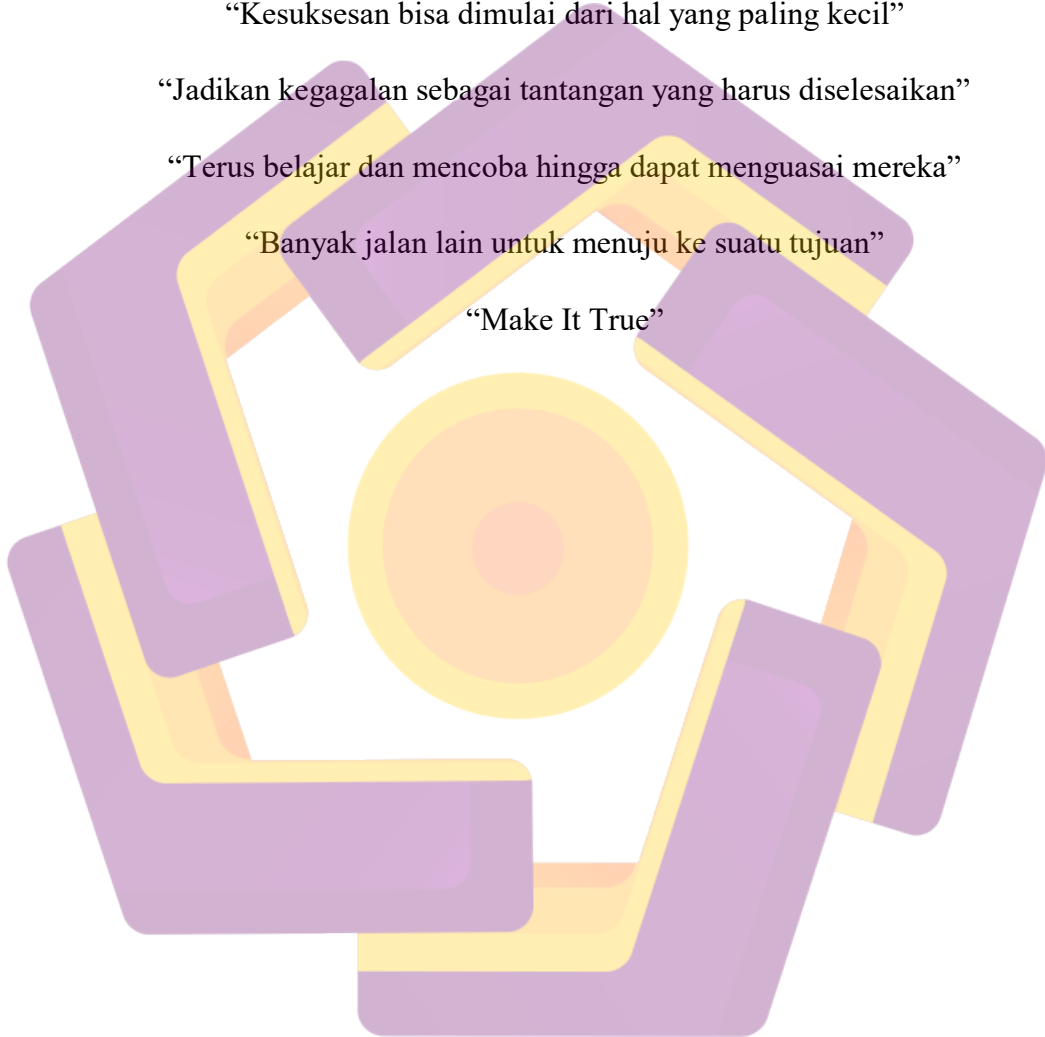 “Kesuksesan bisa dimulai dari hal yang paling kecil”
“Jadikan kegagalan sebagai tantangan yang harus diselesaikan”
“Terus belajar dan mencoba hingga dapat menguasai mereka”
“Banyak jalan lain untuk menuju ke suatu tujuan”
“Make It True”